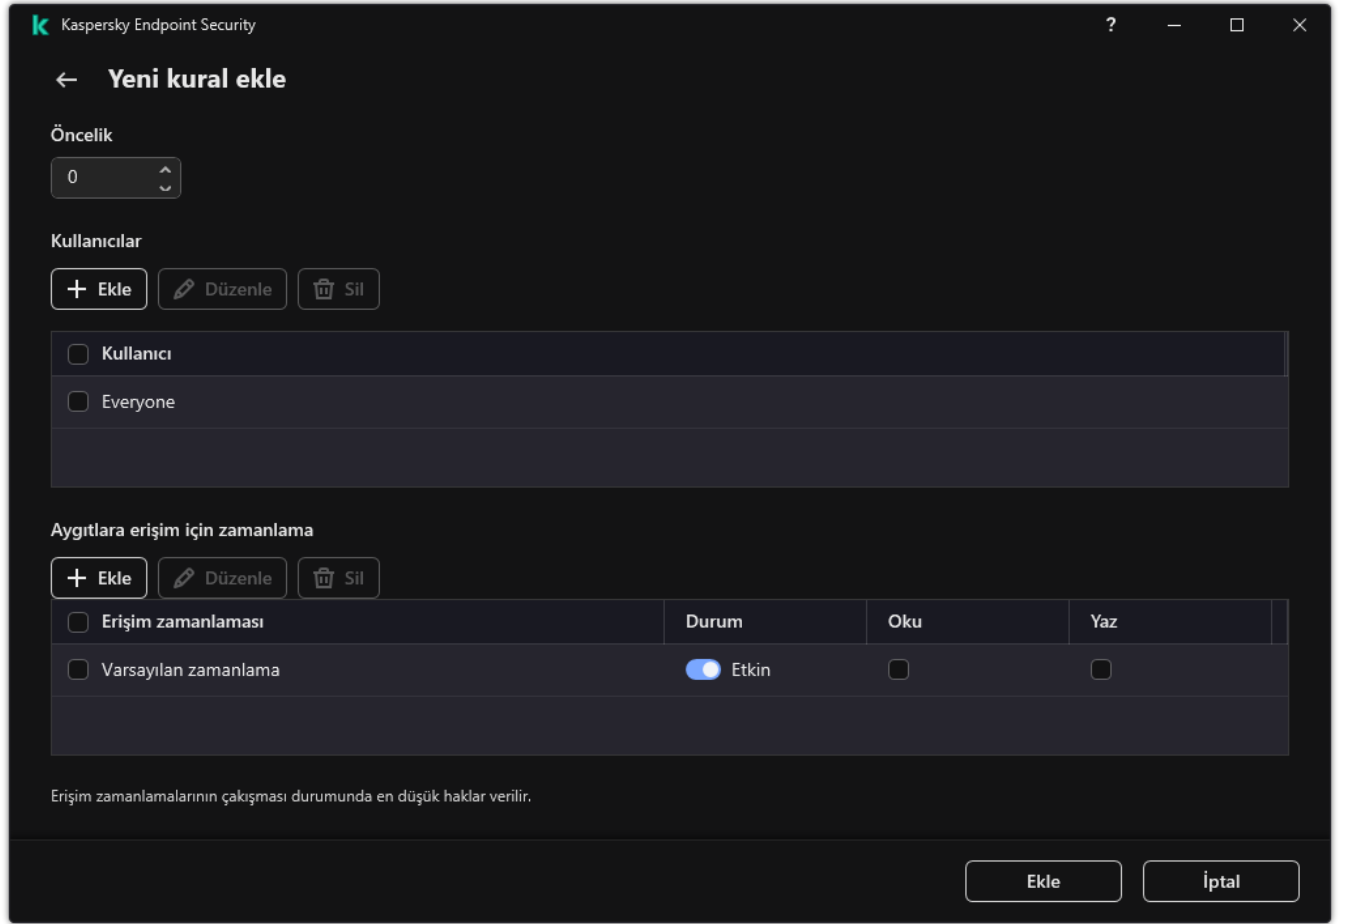 Kaspersky Endpoint Security ?
Yeni kural ekle
Öncelik
0
Kullanıcılar
Ekle Düzenle Sil
Kullanıcı
Everyone
Aygıtlara erişim için zamanlama
Ekle Düzenle Sil
Erişim zamanlaması Durum Oku Yaz
Varsayılan zamanlama Etkin
Erişim zamanlamalarının çakışması durumunda en düşük haklar verilir.
Ekle İptal